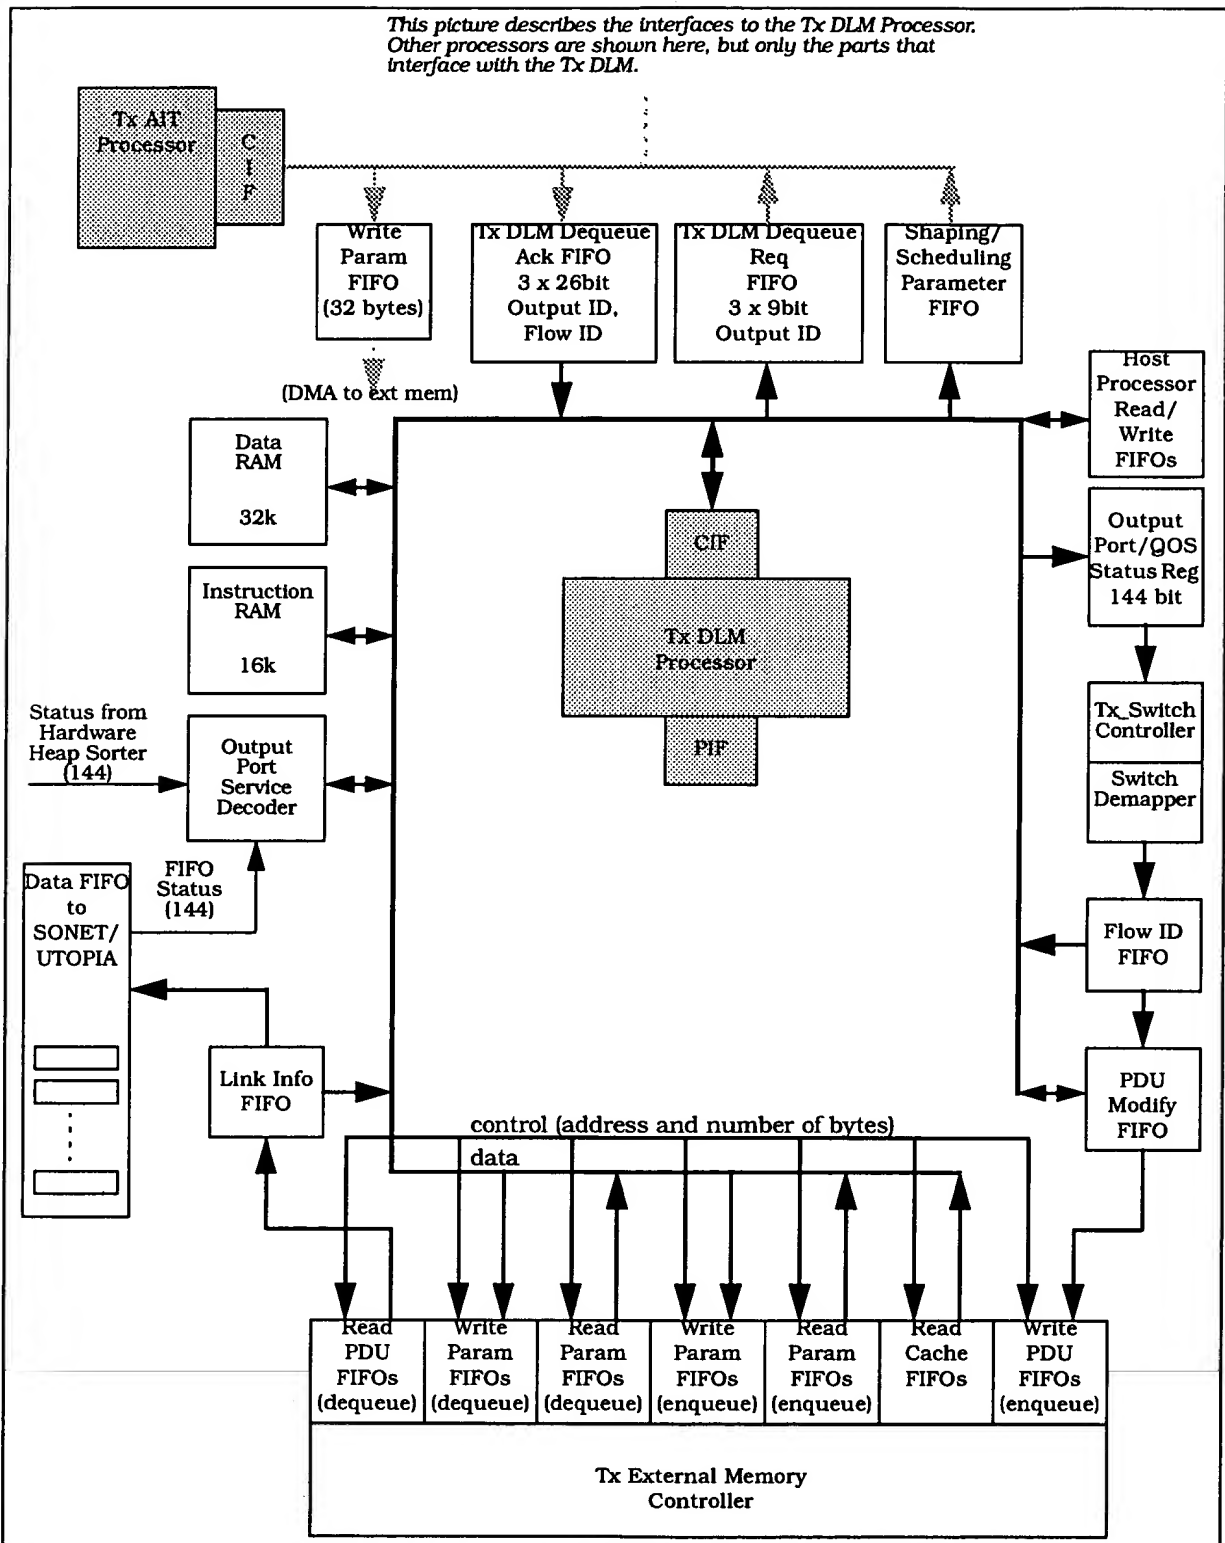 This picture describes the interfaces to the Tx DLM Processor.
Other processors are shown here, but only the parts that
interface with the Tx DLM.
Tx AIT
Processor
C
I
F
Write
Param
FIFO
(32 bytes)
Tx DLM Dequeue
Ack FIFO
3 x 26bit
Output ID,
Flow ID
Tx DLM Dequeue
Req
FIFO
3 x 9bit
Output ID
Shaping/
Scheduling
Parameter
FIFO
(DMA to ext mem)
Host
Processor
Read/
Write
FIFOs
Data
RAM
32k
Output
Port/QOS
Status Reg
144 bit
CIF
Tx DLM
Processor
PIF
Instruction
RAM
16k
Tx_Switch
Controller
Switch
Demapper
Status from
Hardware
Heap Sorter
(144)
Output
Port
Service
Decoder
FIFO
Status
(144)
Data FIFO
to
SONET/
UTOPIA
Flow ID
FIFO
Link Info
FIFO
PDU
Modify
FIFO
control (address and number of bytes)
data
Read
PDU
FIFOs
(dequeue)
Write
Param
FIFOs
(dequeue)
Read
Param
FIFOs
(dequeue)
Write
Param
FIFOs
(enqueue)
Read
Param
FIFOs
(enqueue)
Read
Cache
FIFOs
Write
PDU
FIFOs
(enqueue)
Tx External Memory
Controller